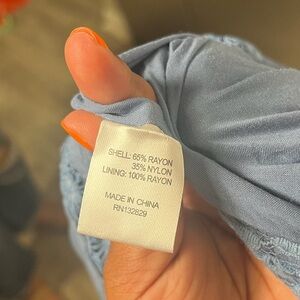 SHELL: 65% RAYON
35% NYLON
LINING: 100% RAYON
MADE IN CHINA
RN132829